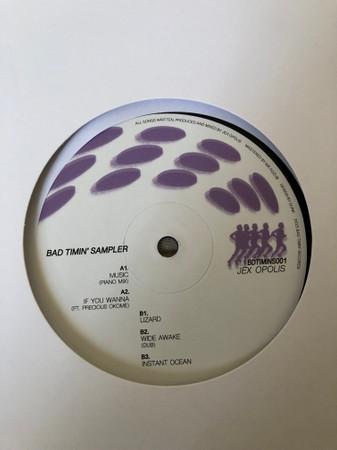 ALL SONGS WRITTEN, PRODUCED AND MIXED BY JEX OPOLIS
BAD TIMIN' SAMPLER
A1.
MUSIC
(PIANO MIX)
A2.
IF YOU WANNA
(FT. PRECIOUS OKOME)
B1.
LIZARD
B2.
WIDE AWAKE
(DUB)
B3.
INSTANT OCEAN
BDTIMINS001
JEX OPOLIS